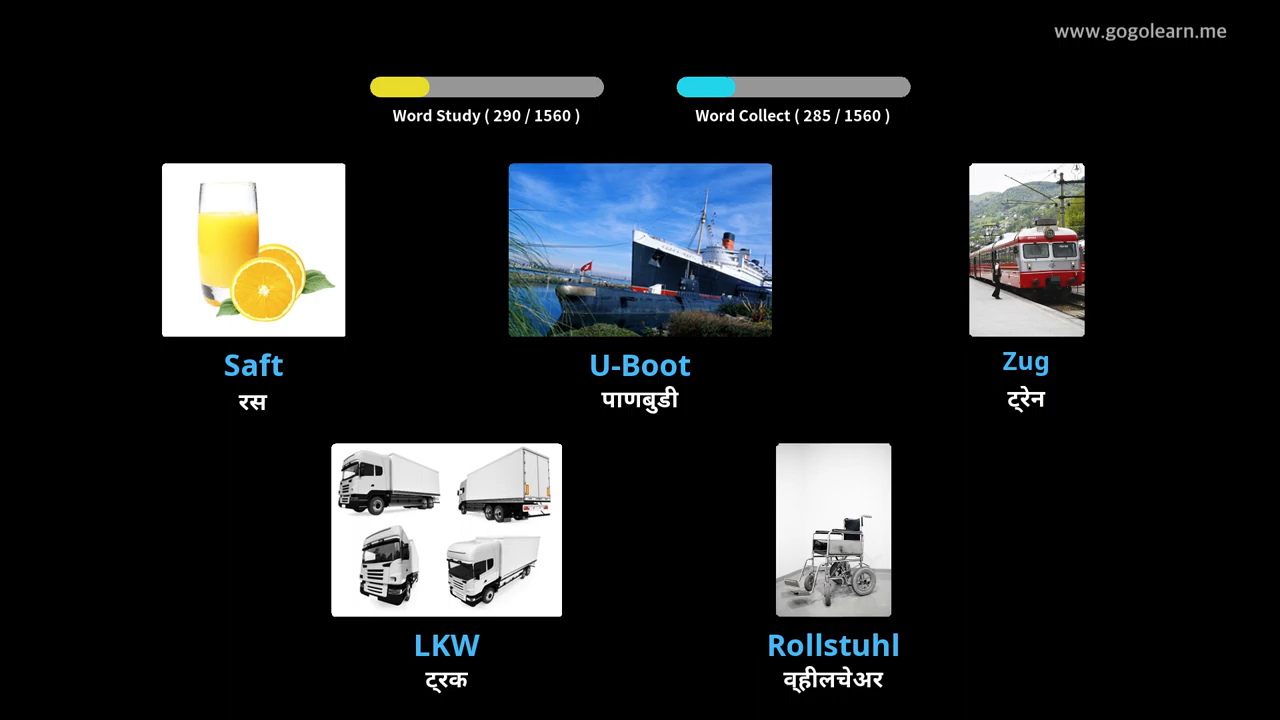 www.gogolearn.me
Word Study ( 290 / 1560 )
Word Collect ( 285 / 1560 )
Saft
रस
U-Boot
पाणबुडी
Zug
ट्रेन
LKW
ट्रक
Rollstuhl
व्हीलचेअर